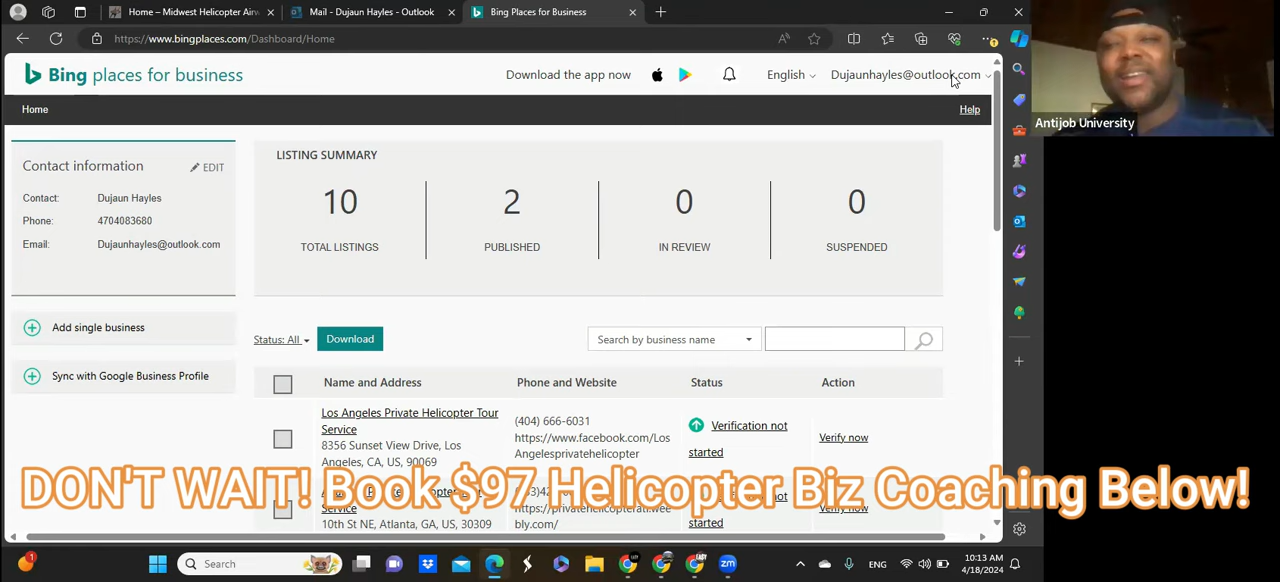 Home – Midwest Helicopter Airw
Mail - Dujaun Hayles - Outlook
Bing Places for Business
https://www.bingplaces.com/Dashboard/Home
Bing places for business
Download the app now
English
Dujaunhayles@outlook.com
Antijob University
Home
Help
Contact information
EDIT
Contact: Dujaun Hayles
Phone: 4704083680
Email: Dujaunhayles@outlook.com
LISTING SUMMARY
10 2 0 0
TOTAL LISTINGS PUBLISHED IN REVIEW SUSPENDED
Add single business
Sync with Google Business Profile
Status: All
Download
Search by business name
Name and Address Phone and Website Status Action
Los Angeles Private Helicopter Tour
Service
8356 Sunset View Drive, Los
Angeles, CA, US, 90069
(404) 666-6031
https://www.facebook.com/Los
Angelesprivatehelicopter
Verification not
started
Verify now
DON'T WAIT! Book $97 Helicopter Biz Coaching Below!
Service
10th St NE, Atlanta, GA, US, 30309
https://privatehelicopteratl.wee
bly.com/
started
Verify now
Search
ENG
10:13 AM
4/18/2024